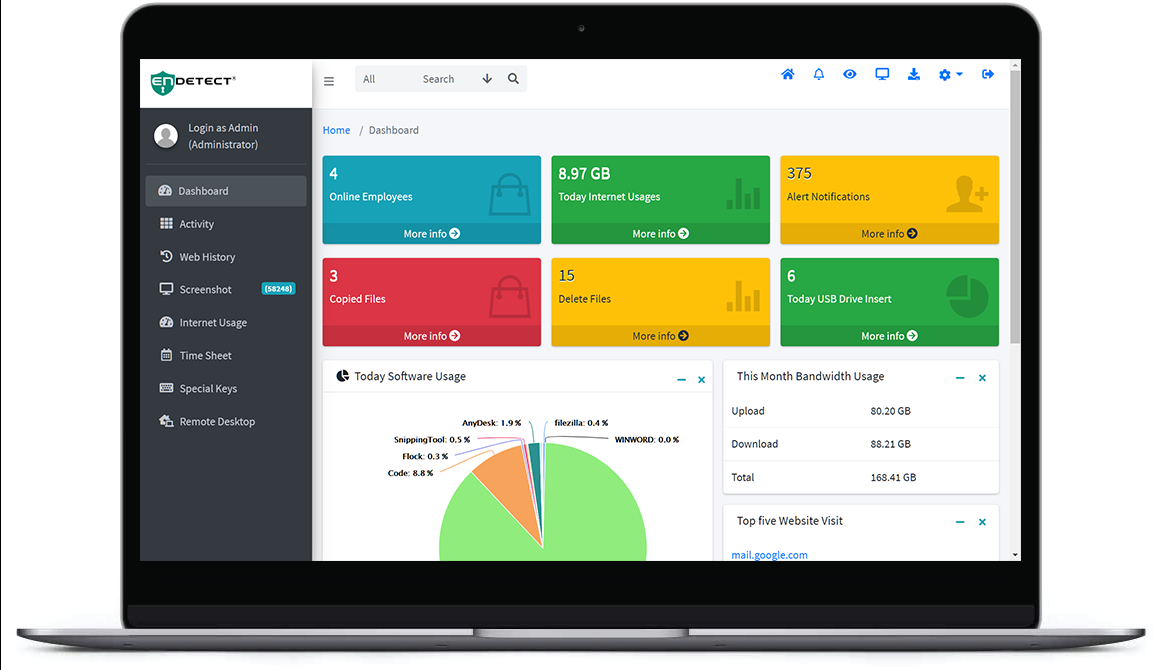 ENDETECT®
All Search
Login as Admin
(Administrator)
Home / Dashboard
Dashboard
Activity
Web History
Screenshot (58248)
Internet Usage
Time Sheet
Special Keys
Remote Desktop
4
Online Employees
More info
8.97 GB
Today Internet Usages
More info
375
Alert Notifications
More info
3
Copied Files
More info
15
Delete Files
More info
6
Today USB Drive Insert
More info
Today Software Usage
AnyDesk: 1.9 %
filezilla: 0.4 %
SnippingTool: 0.5 %
WINWORD: 0.0 %
Flock: 0.3 %
Code: 8.8 %
This Month Bandwidth Usage
Upload 80.20 GB
Download 88.21 GB
Total 168.41 GB
Top five Website Visit
mail.google.com